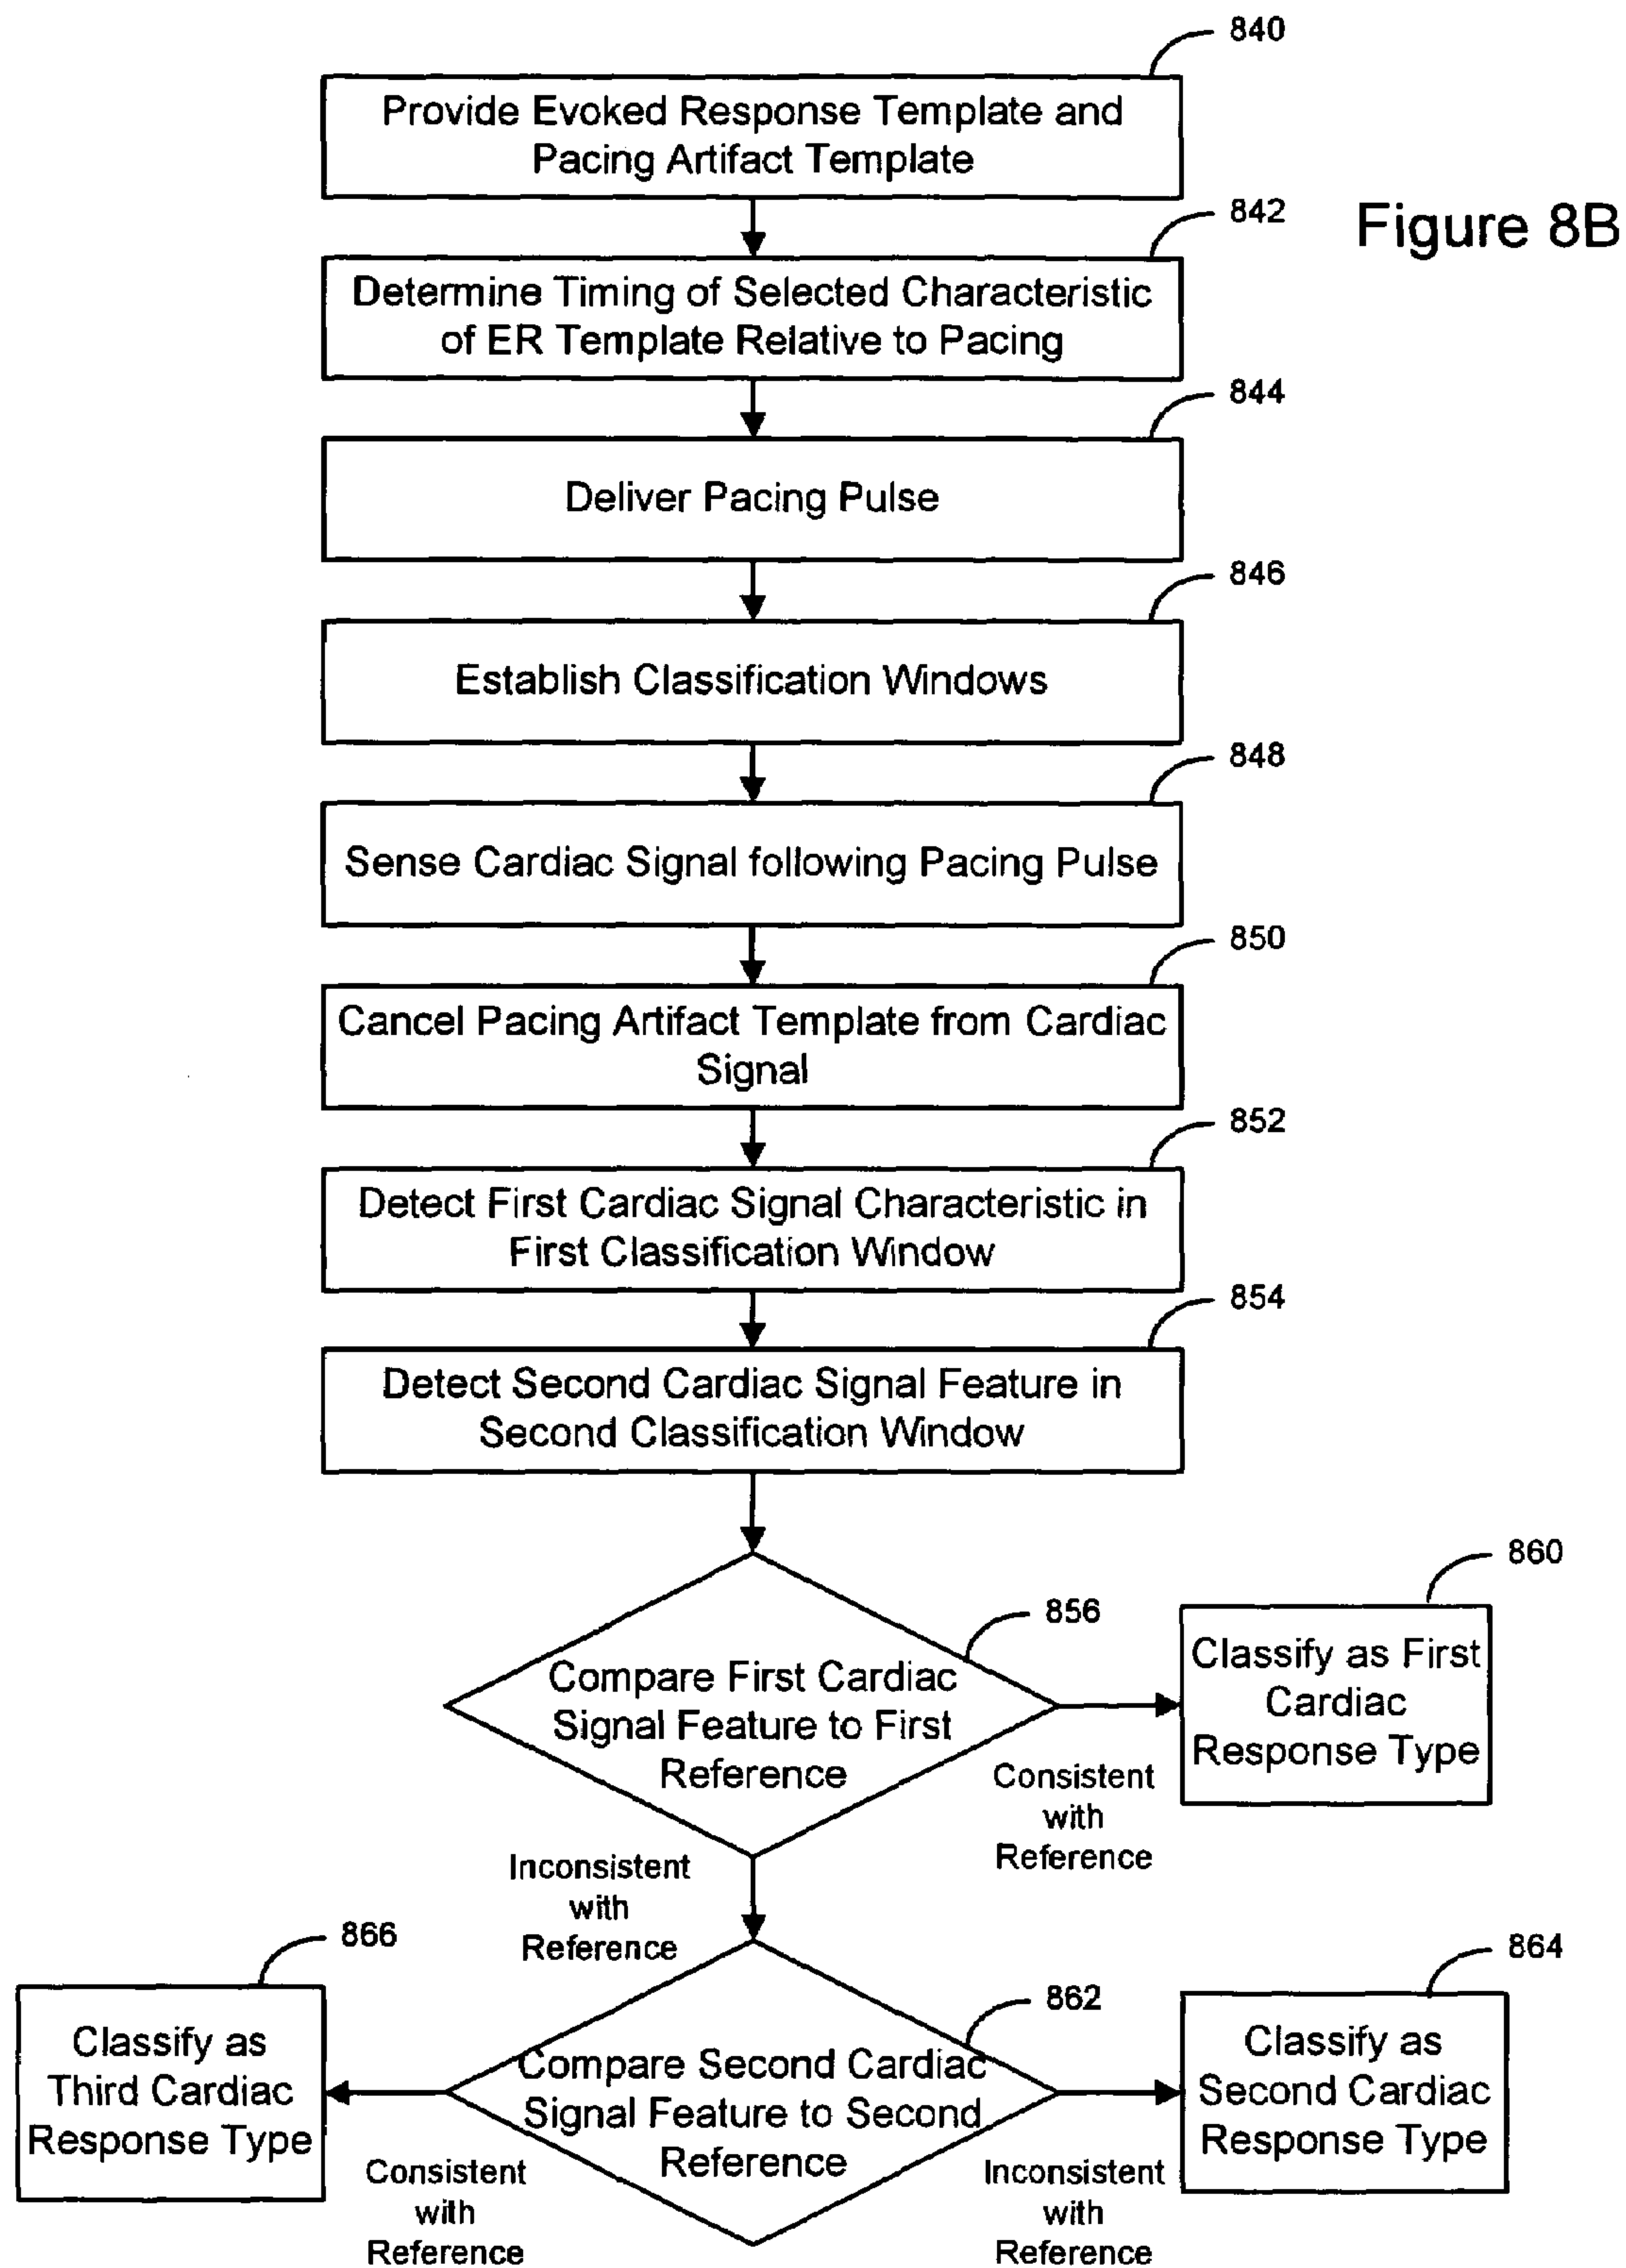 840
Provide Evoked Response Template and
Pacing Artifact Template
Figure 8B
842
Determine Timing of Selected Characteristic
of ER Template Relative to Pacing
844
Deliver Pacing Pulse
846
Establish Classification Windows
848
Sense Cardiac Signal following Pacing Pulse
850
Cancel Pacing Artifact Template from Cardiac
Signal
852
Detect First Cardiac Signal Characteristic in
First Classification Window
854
Detect Second Cardiac Signal Feature in
Second Classification Window
856
Compare First Cardiac
Signal Feature to First
Reference
Consistent
with
Reference
860
Classify as First
Cardiac
Response Type
Inconsistent
with
Reference
862
Compare Second Cardiac
Signal Feature to Second
Reference
866
Classify as
Third Cardiac
Response Type
Consistent
with
Reference
864
Classify as
Second Cardiac
Response Type
Inconsistent
with
Reference